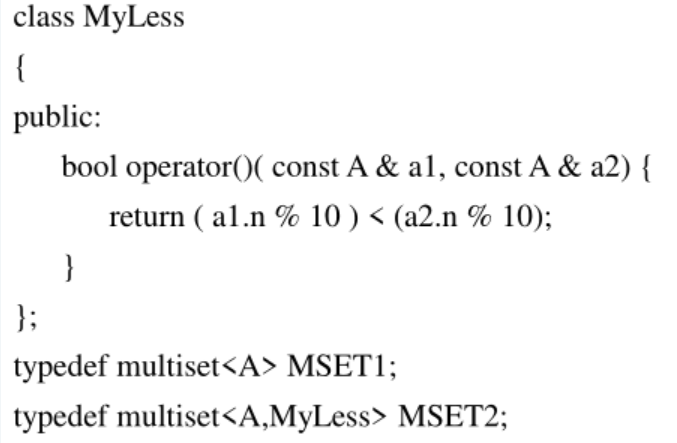 class MyLess
{
public:
bool operator()( const A & a1, const A & a2) {
return ( a1.n % 10 ) < (a2.n % 10);
}
};
typedef multiset<A> MSET1;
typedef multiset<A,MyLess> MSET2;